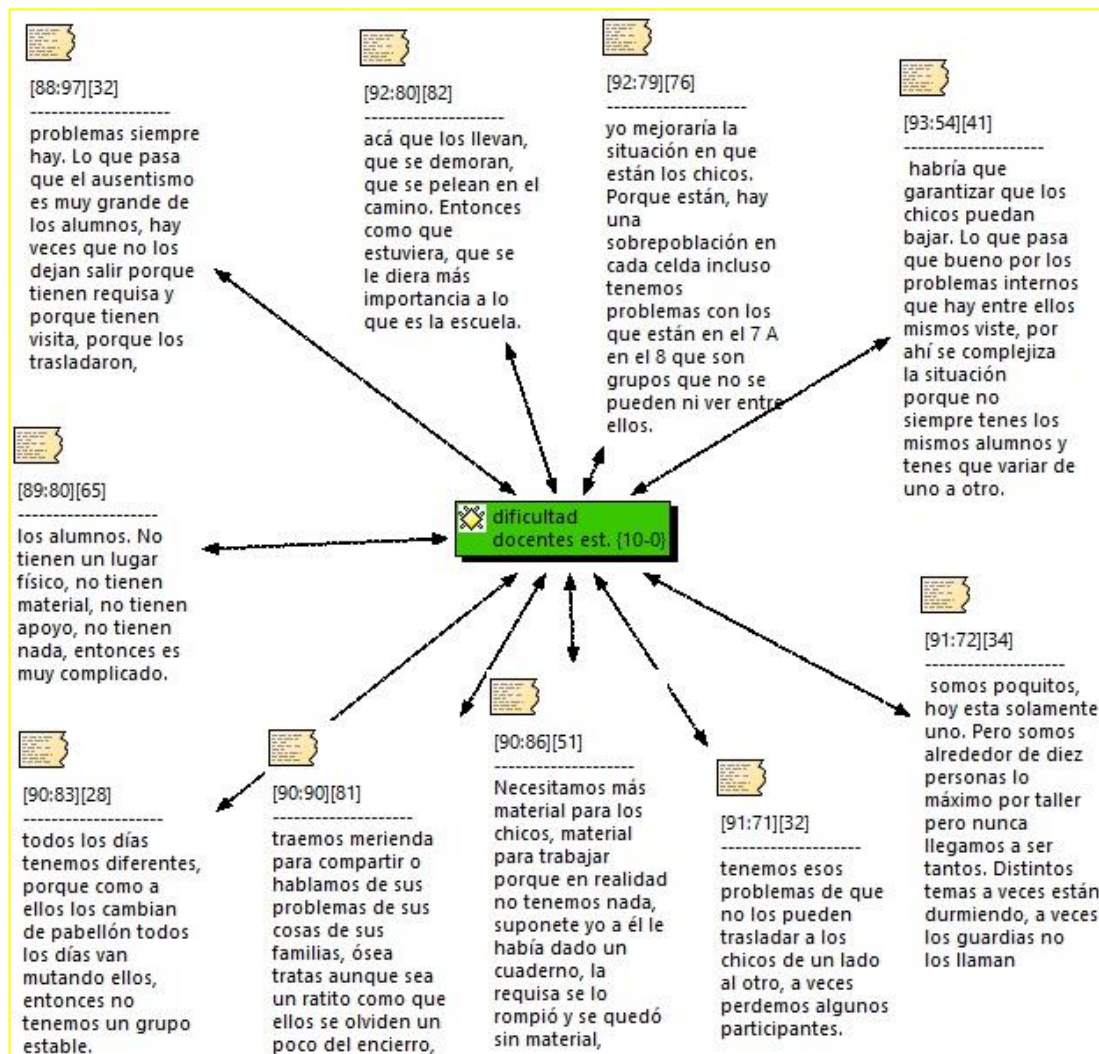 [88:97][32]
--------------------
problemas siempre
hay. Lo que pasa
que el ausentismo
es muy grande de
los alumnos, hay
veces que no los
dejan salir porque
tienen requisa y
porque tienen
visita, porque los
trasladaron,
[92:80][82]
--------------------
acá que los llevan,
que se demoran,
que se pelean en el
camino. Entonces
como que
estuviera, que se
le diera más
importancia a lo
que es la escuela.
[92:79][76]
--------------------
yo mejoraría la
situación en que
están los chicos.
Porque están, hay
una
sobrepoblación en
cada celda incluso
tenemos
problemas con los
que están en el 7 A
en el 8 que son
grupos que no se
pueden ni ver entre
ellos.
[93:54][41]
--------------------
habría que
garantizar que los
chicos puedan
bajar. Lo que pasa
que bueno por los
problemas internos
que hay entre ellos
mismos viste, por
ahí se complejiza
la situación
porque no
siempre tenes los
mismos alumnos y
tenes que variar de
uno a otro.
[89:80][65]
--------------------
los alumnos. No
tienen un lugar
físico, no tienen
material, no tienen
apoyo, no tienen
nada, entonces es
muy complicado.
dificultad
docentes est. {10-0}
[90:83][28]
--------------------
todos los días
tenemos diferentes,
porque como a
ellos los cambian
de pabellón todos
los días van
mutando ellos,
entonces no
tenemos un grupo
estable.
[90:90][81]
--------------------
traemos merienda
para compartir o
hablamos de sus
problemas de sus
cosas de sus
familias, ósea
tratas aunque sea
un ratito como que
ellos se olviden un
poco del encierro,
[90:86][51]
--------------------
Necesitamos más
material para los
chicos, material
para trabajar
porque en realidad
no tenemos nada,
suponete yo a él le
había dado un
cuaderno, la
requisa se lo
rompió y se quedó
sin material,
[91:71][32]
--------------------
tenemos esos
problemas de que
no los pueden
trasladar a los
chicos de un lado
al otro, a veces
perdemos algunos
participantes.
[91:72][34]
--------------------
somos poquitos,
hoy esta solamente
uno. Pero somos
alrededor de diez
personas lo
máximo por taller
pero nunca
llegamos a ser
tantos. Distintos
temas a veces están
durmiendo, a veces
los guardias no
los llaman